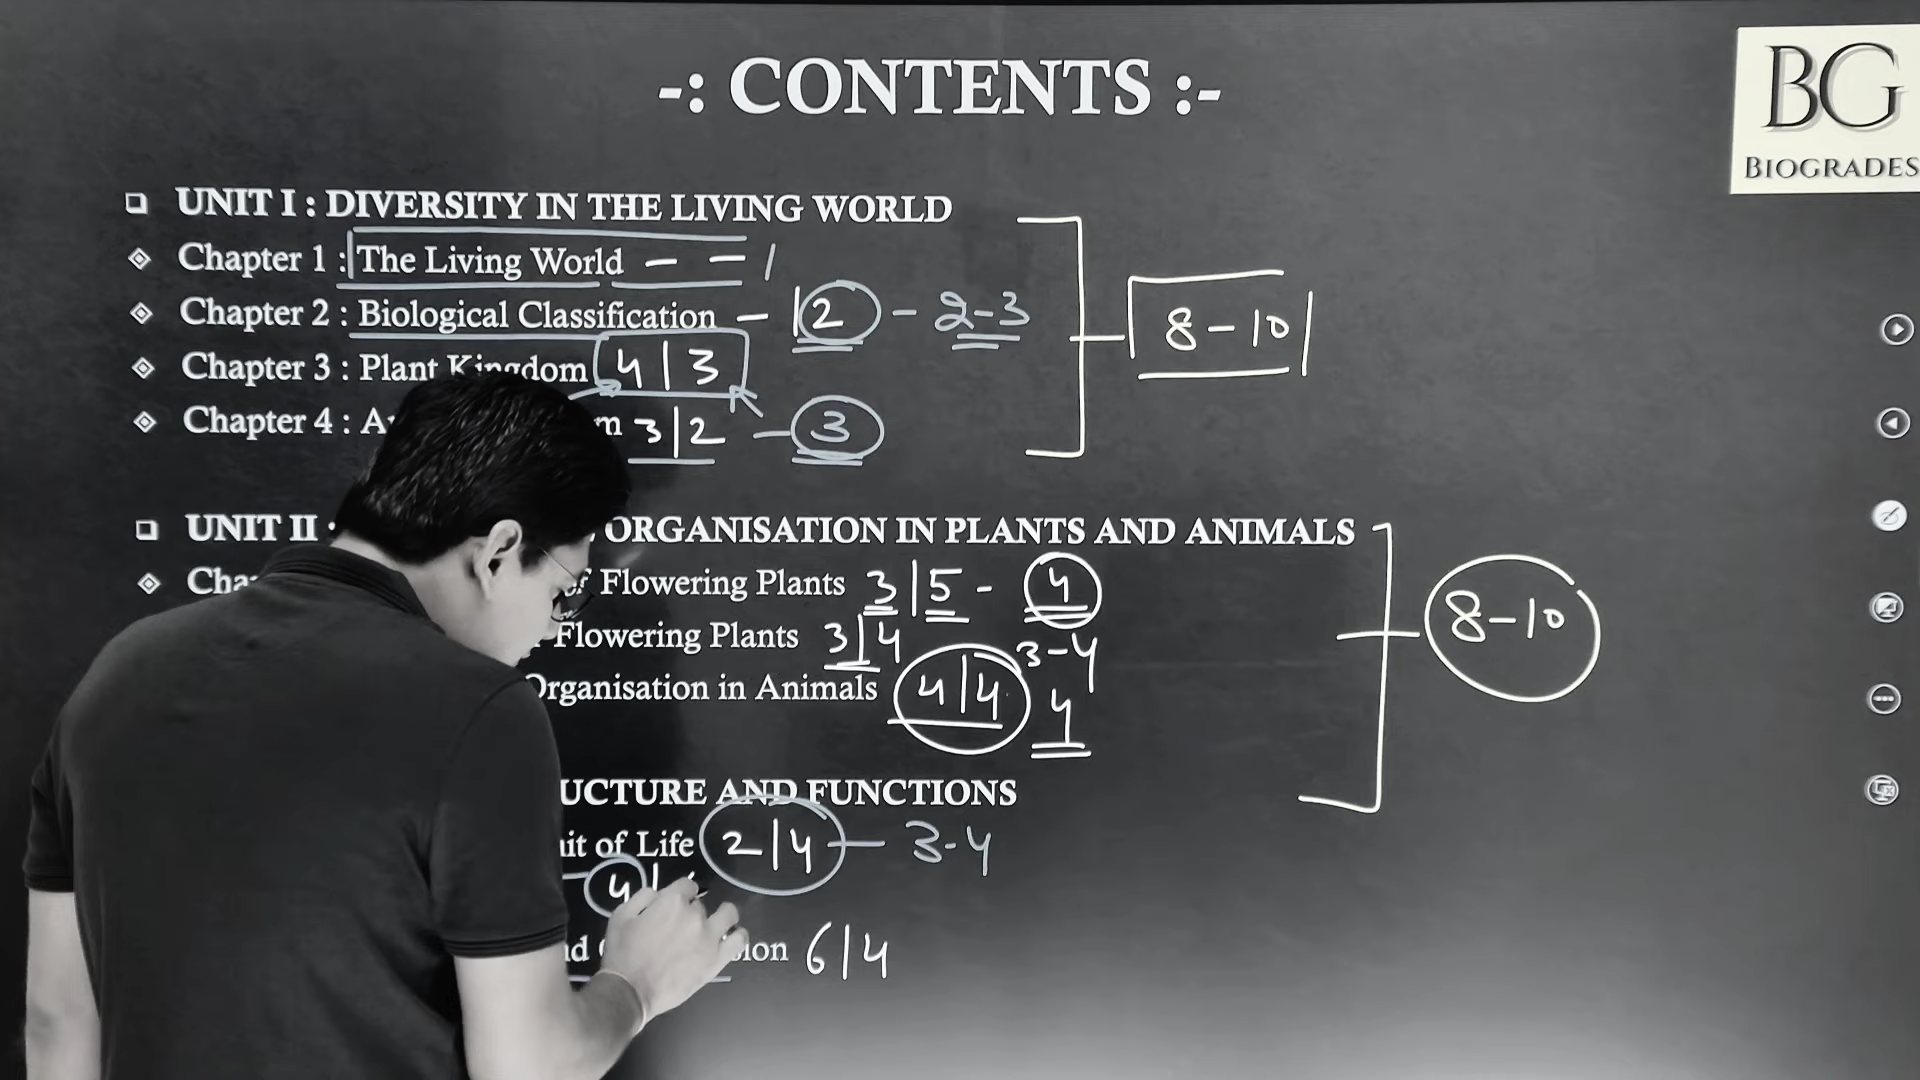 -: CONTENTS :-
BG
BIOGRADES
UNIT I : DIVERSITY IN THE LIVING WORLD
Chapter 1 : The Living World — — 1
Chapter 2 : Biological Classification — |2 - 2-3
Chapter 3 : Plant Kingdom 4|3
Chapter 4 : 3|2 - 3
8-10
UNIT II : ORGANISATION IN PLANTS AND ANIMALS
Flowering Plants 3|5 - 4
Flowering Plants 3|4 3-4
Organisation in Animals 4|4 4
8-10
AND FUNCTIONS
of Life 2|4 - 3-4
4|
6|4